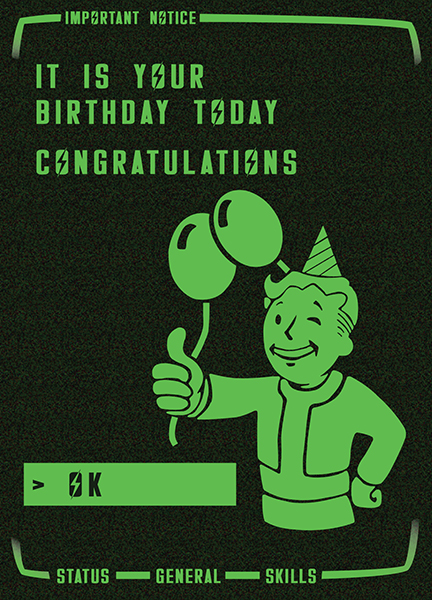 IMPORTANT NOTICE
IT IS YOUR
BIRTHDAY TODAY
CONGRATULATIONS
> OK
STATUS GENERAL SKILLS